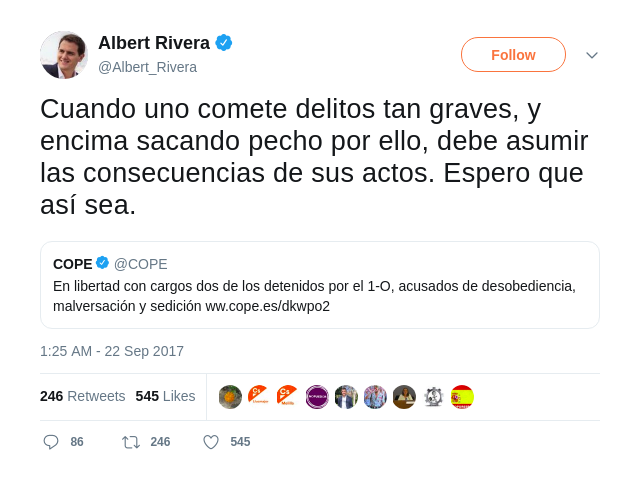 Albert Rivera
@Albert_Rivera
Follow
Cuando uno comete delitos tan graves, y
encima sacando pecho por ello, debe asumir
las consecuencias de sus actos. Espero que
así sea.
COPE @COPE
En libertad con cargos dos de los detenidos por el 1-O, acusados de desobediencia,
malversación y sedición ww.cope.es/dkwpo2
1:25 AM - 22 Sep 2017
246 Retweets 545 Likes
86 246 545